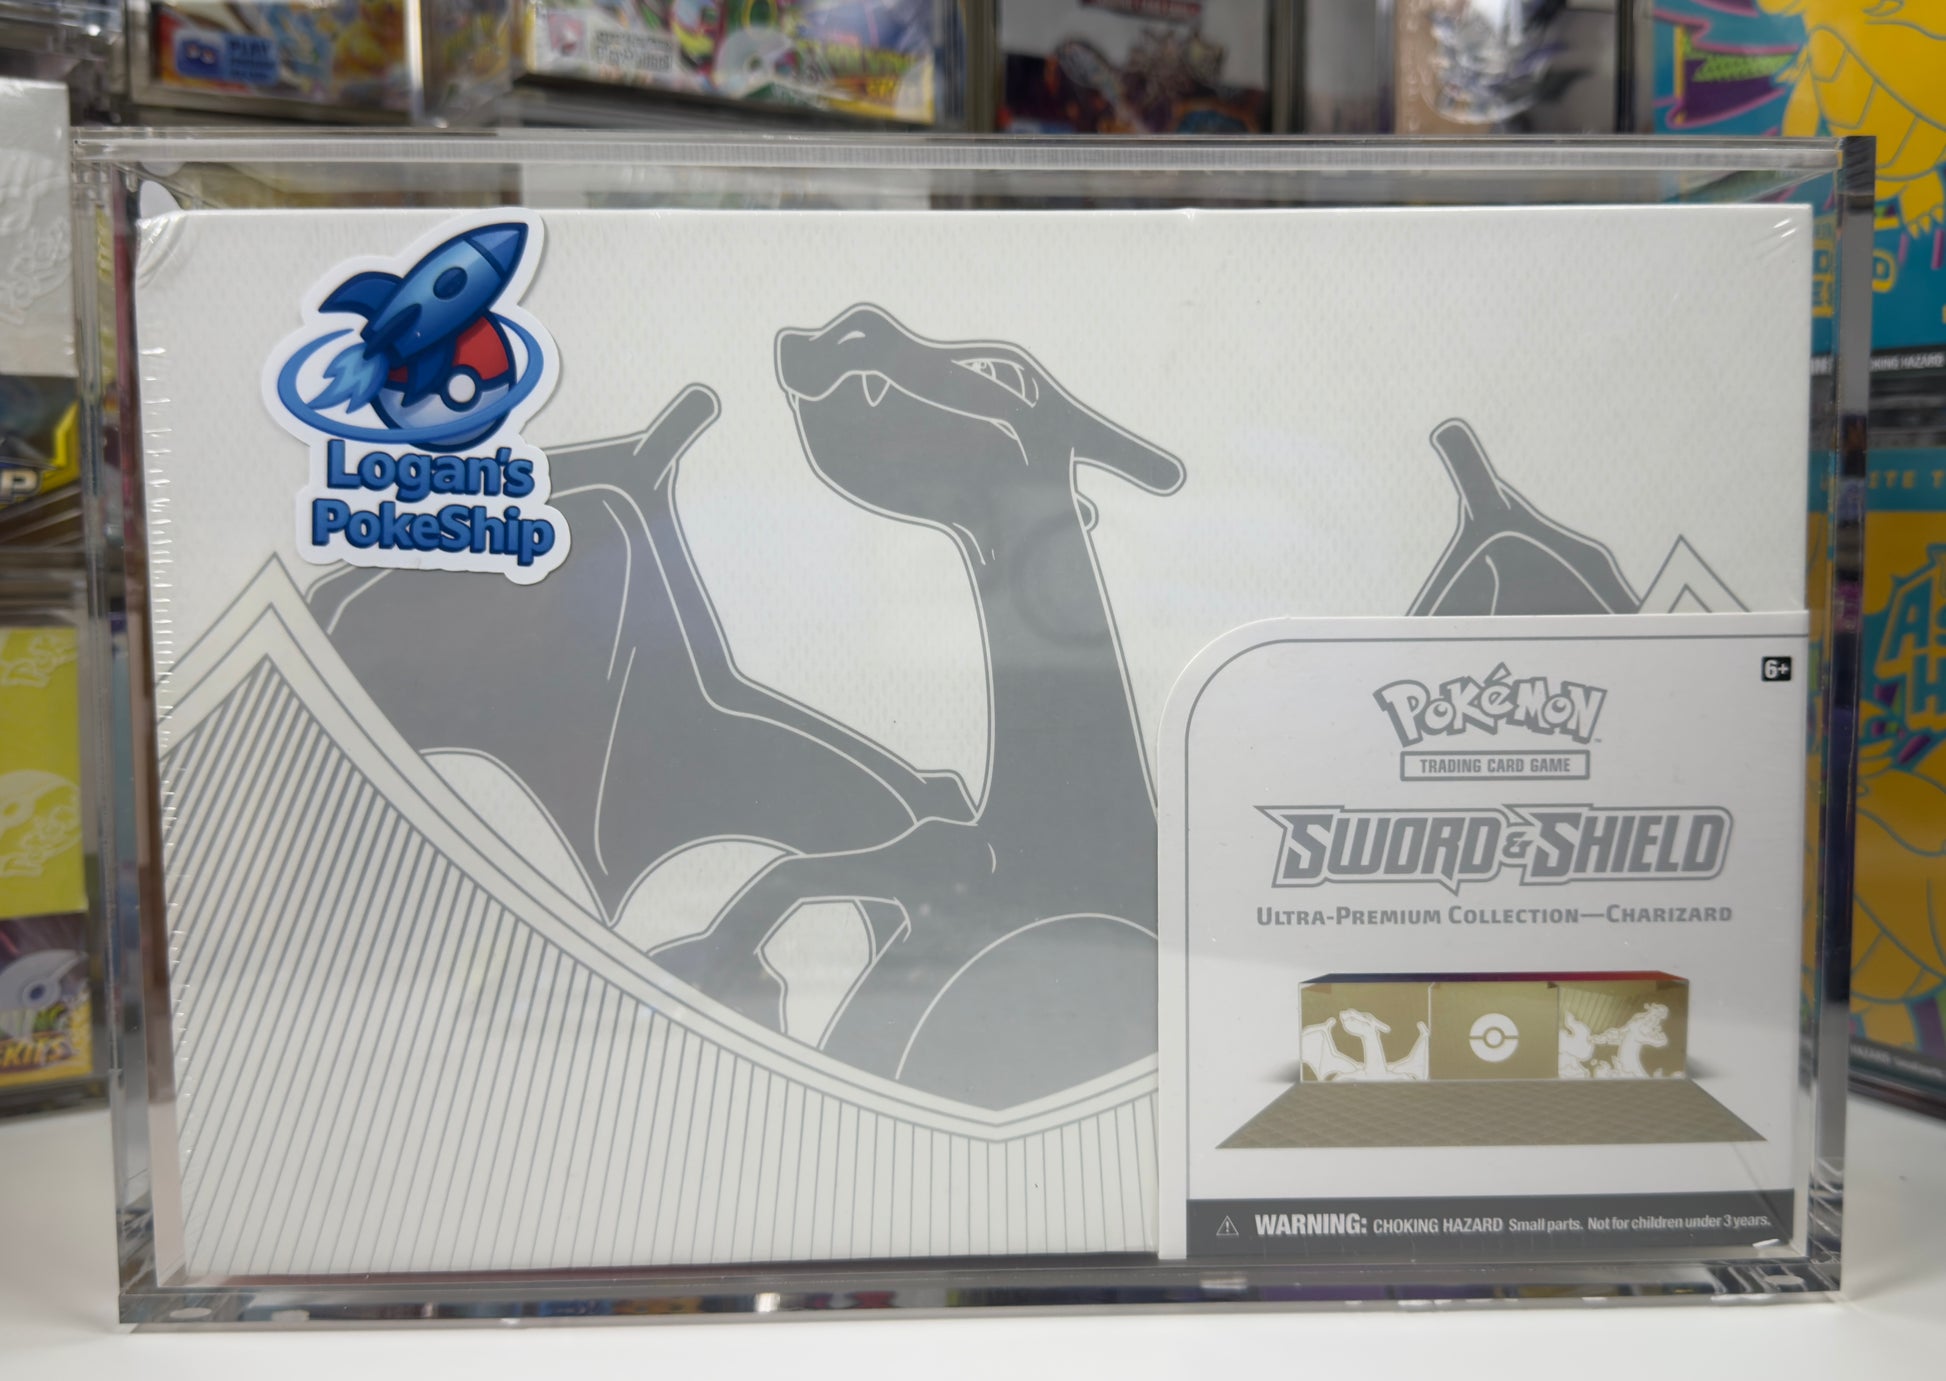 PLAY
Logan's
PokeShip
6+
POKÉMON
TRADING CARD GAME
SWORD & SHIELD
ULTRA-PREMIUM COLLECTION—CHARIZARD
WARNING: CHOKING HAZARD Small parts. Not for children under 3 years.